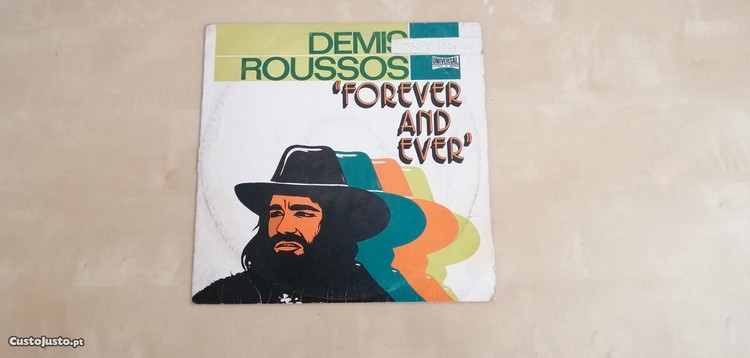 DEMIS
ROUSSOS
UNIVERSAL
"FOREVER
AND
EVER"
CustoJusto.pt